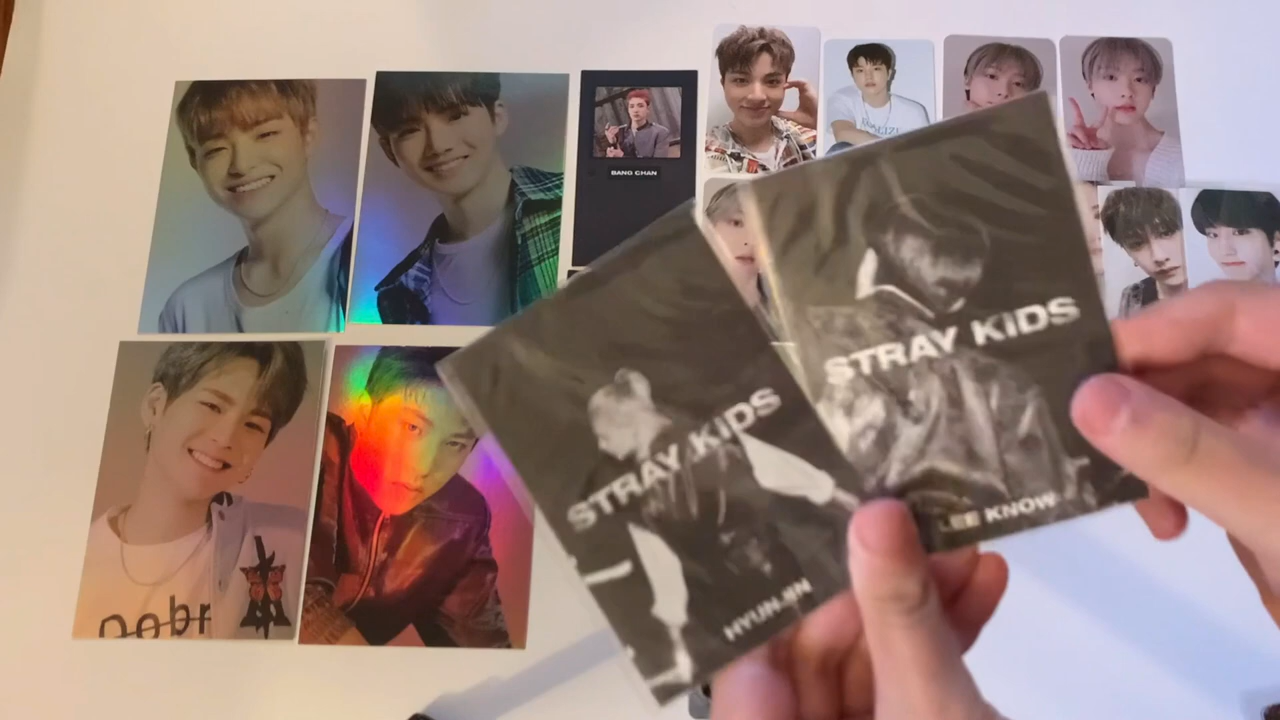 BANG CHAN
STRAY KIDS
LEE KNOW
STRAY KIDS
HYUNJIN